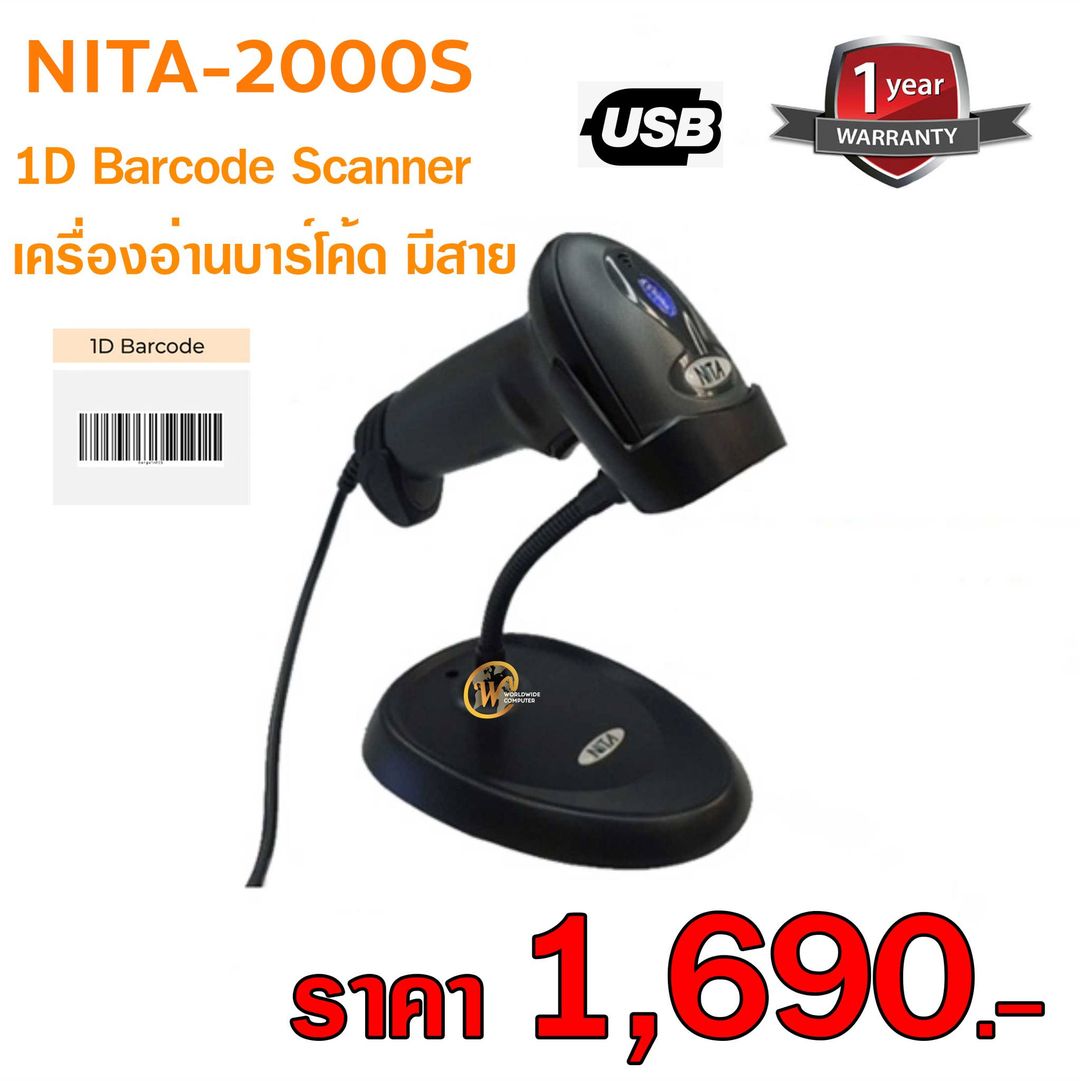 NITA-2000S
USB
1 year
WARRANTY
1D Barcode Scanner
เครื่องอ่านบาร์โค้ด มีสาย
1D Barcode
NITA
W
WORLDWIDE
COMPUTER
NITA
ราคา 1,690.-